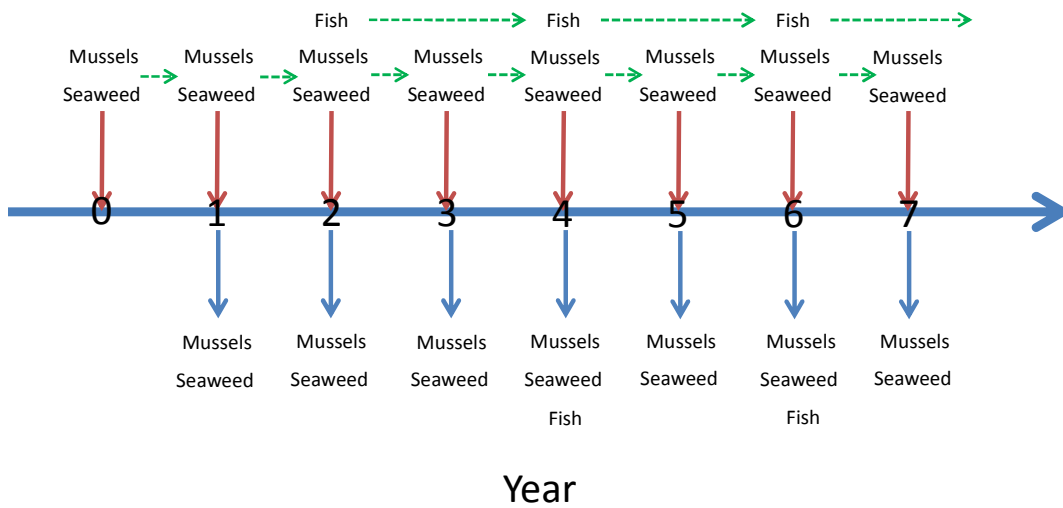 Fish Fish Fish
Mussels Mussels Mussels Mussels Mussels Mussels Mussels Mussels
Seaweed Seaweed Seaweed Seaweed Seaweed Seaweed Seaweed Seaweed
0 1 2 3 4 5 6 7
Mussels Mussels Mussels Mussels Mussels Mussels Mussels
Seaweed Seaweed Seaweed Seaweed Seaweed Seaweed Seaweed
Fish Fish
Year